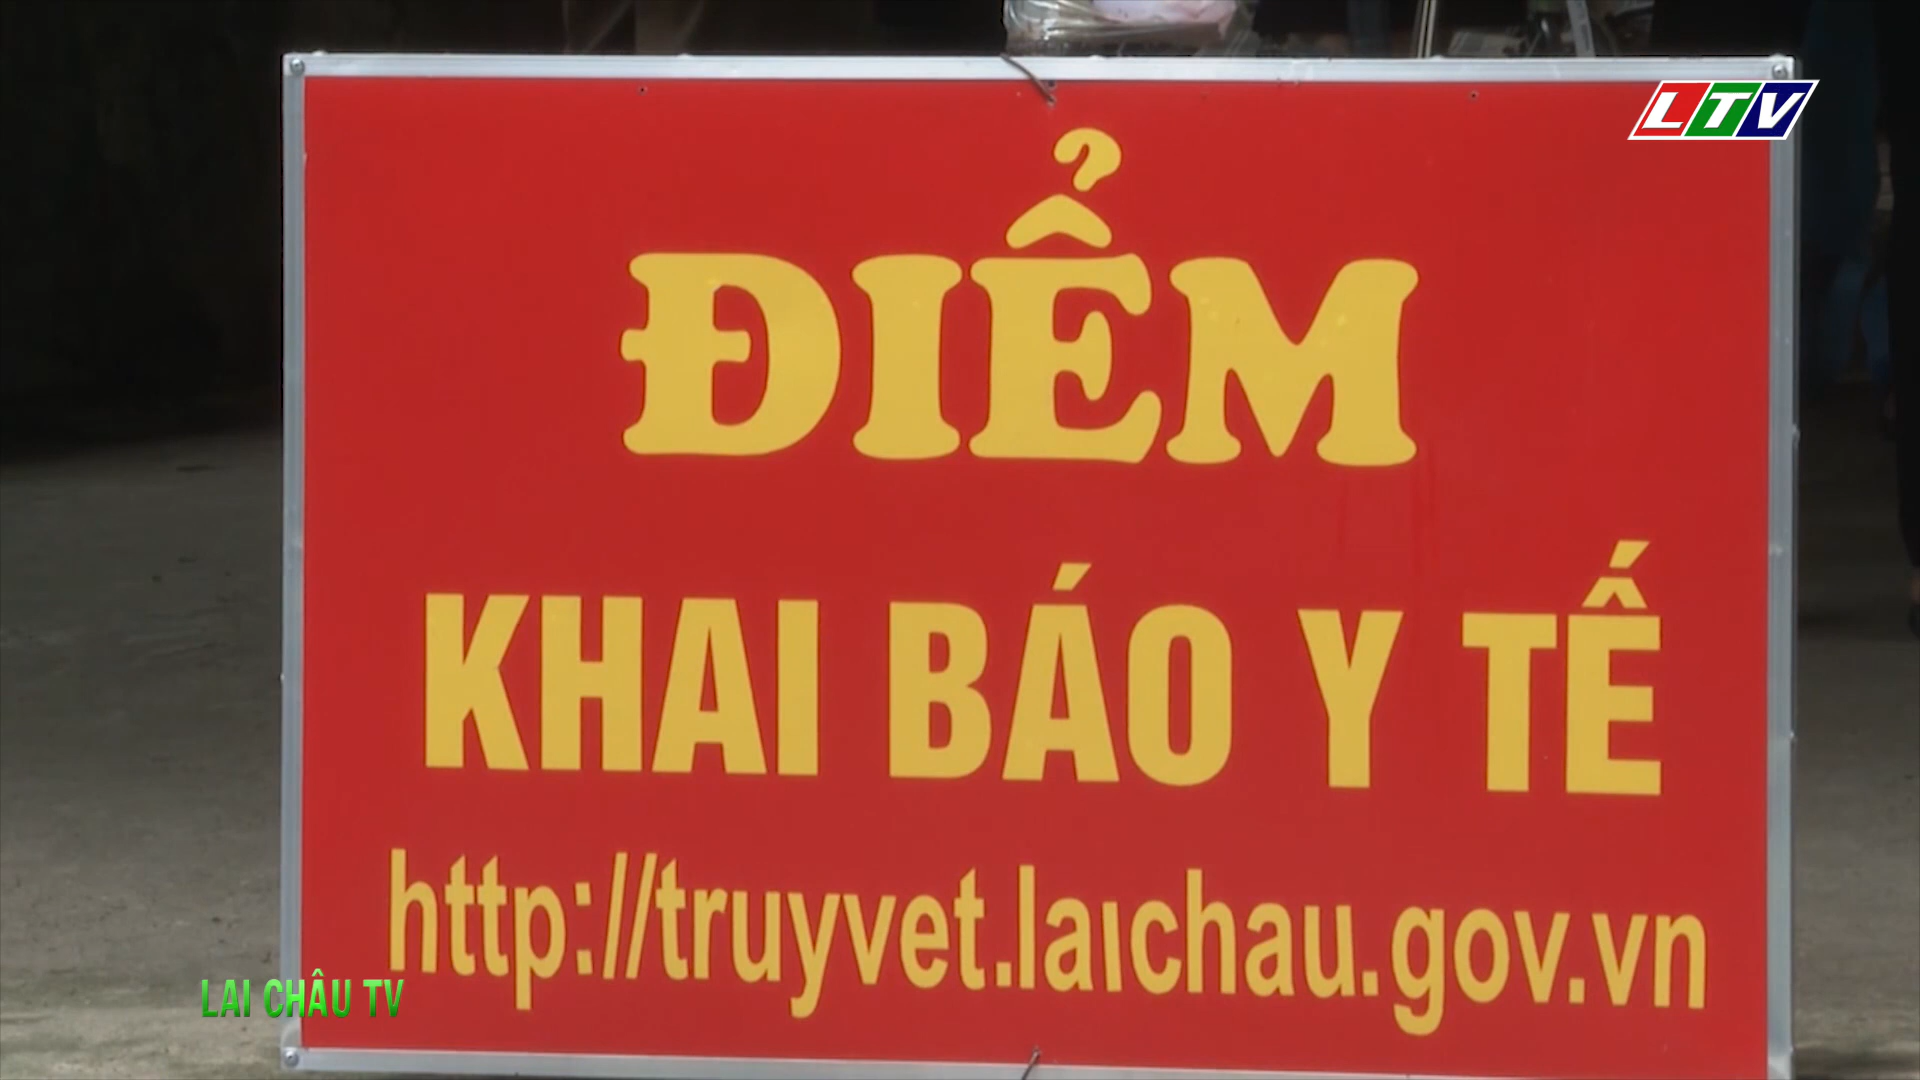 LTV
ĐIỂM
KHAI BÁO Y TẾ
http://truyvet.laichau.gov.vn
LAI CHÂU TV